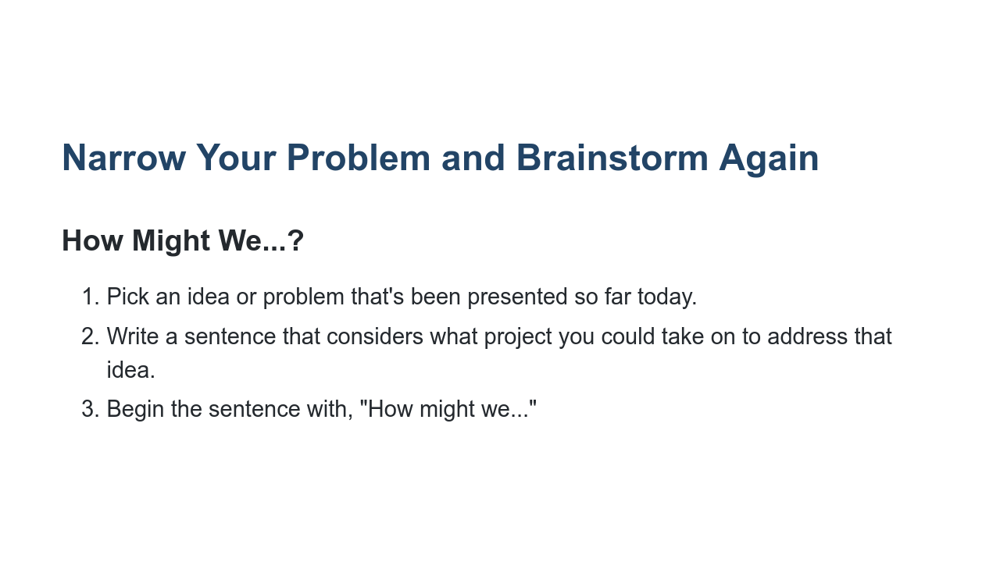 Narrow Your Problem and Brainstorm Again
How Might We...?
1. Pick an idea or problem that's been presented so far today.
2. Write a sentence that considers what project you could take on to address that
idea.
3. Begin the sentence with, "How might we..."